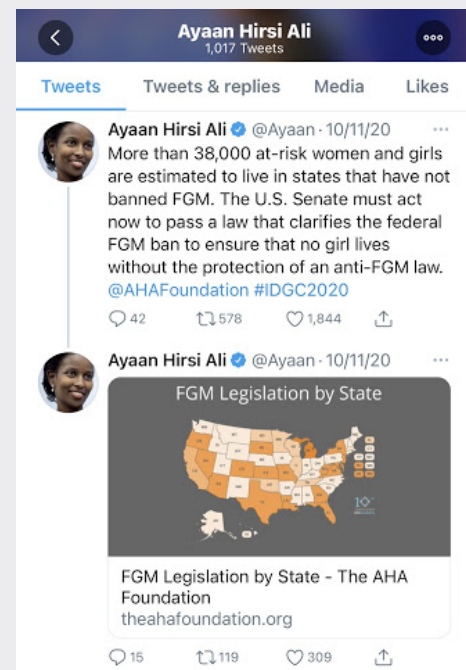 Ayaan Hirsi Ali
1,017 Tweets
Tweets Tweets & replies Media Likes
Ayaan Hirsi Ali @Ayaan · 10/11/20
More than 38,000 at-risk women and girls
are estimated to live in states that have not
banned FGM. The U.S. Senate must act
now to pass a law that clarifies the federal
FGM ban to ensure that no girl lives
without the protection of an anti-FGM law.
@AHAFoundation #IDGC2020
42 578 1,844
Ayaan Hirsi Ali @Ayaan · 10/11/20
FGM Legislation by State
FGM Legislation by State - The AHA
Foundation
theahafoundation.org
15 119 309